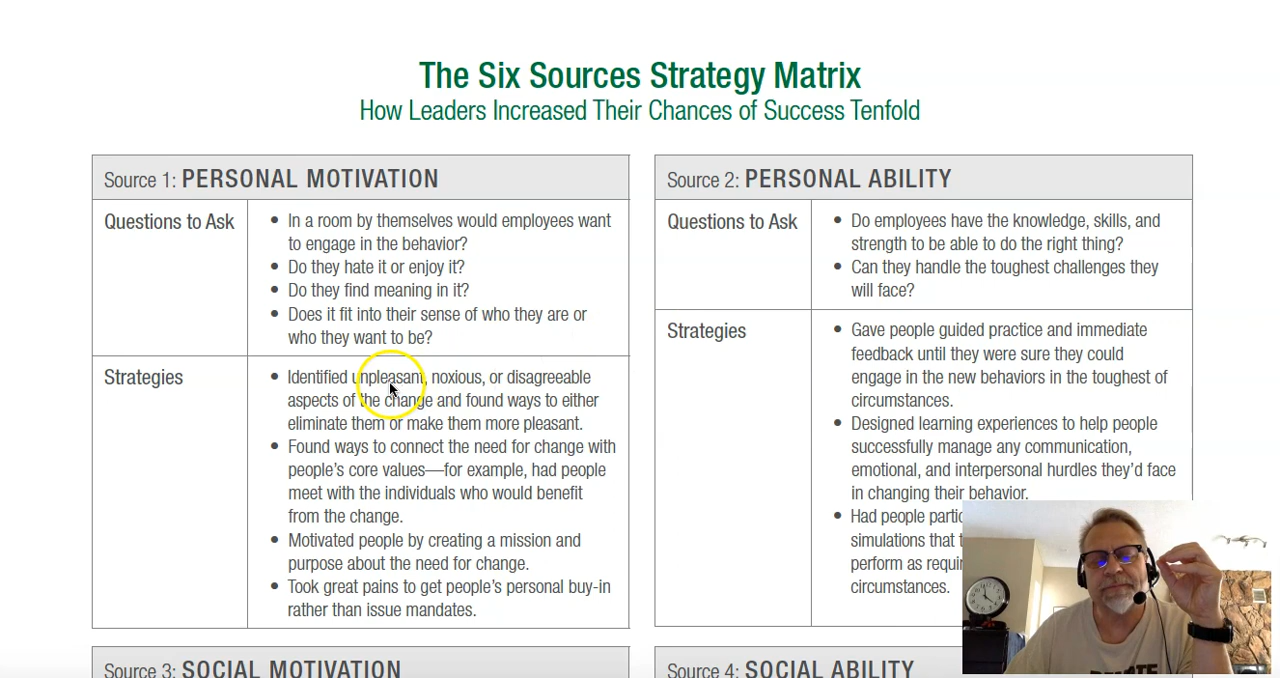 The Six Sources Strategy Matrix
How Leaders Increased Their Chances of Success Tenfold
Source 1: PERSONAL MOTIVATION
Questions to Ask
• In a room by themselves would employees want
to engage in the behavior?
• Do they hate it or enjoy it?
• Do they find meaning in it?
• Does it fit into their sense of who they are or
who they want to be?
Strategies
• Identified unpleasant, noxious, or disagreeable
aspects of the change and found ways to either
eliminate them or make them more pleasant.
• Found ways to connect the need for change with
people's core values—for example, had people
meet with the individuals who would benefit
from the change.
• Motivated people by creating a mission and
purpose about the need for change.
• Took great pains to get people's personal buy-in
rather than issue mandates.
Source 2: PERSONAL ABILITY
Questions to Ask
• Do employees have the knowledge, skills, and
strength to be able to do the right thing?
• Can they handle the toughest challenges they
will face?
Strategies
• Gave people guided practice and immediate
feedback until they were sure they could
engage in the new behaviors in the toughest of
circumstances.
• Designed learning experiences to help people
successfully manage any communication,
emotional, and interpersonal hurdles they'd face
in changing their behavior.
• Had people
simulations that
perform as
circumstances.
Source 3: SOCIAL MOTIVATION
Source 4: SOCIAL ABILITY